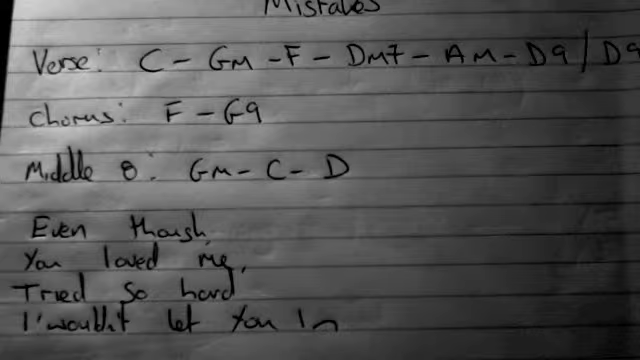 Mistakes
Verse: C - Gm - F - Dm7 - Am - D9 / D9
Chorus: F - G9
Middle 8: Gm - C - D
Even though
You loved me,
Tried so hard
I wouldn't let you in